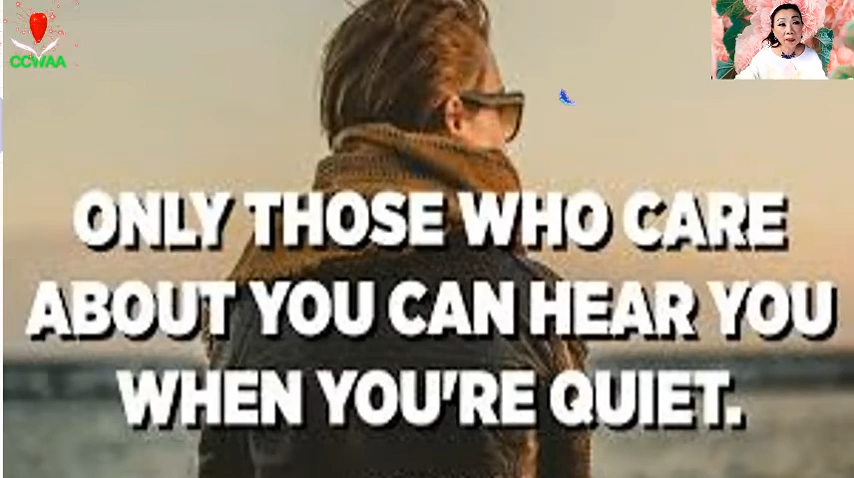 CCWAA
ONLY THOSE WHO CARE
ABOUT YOU CAN HEAR YOU
WHEN YOU'RE QUIET.